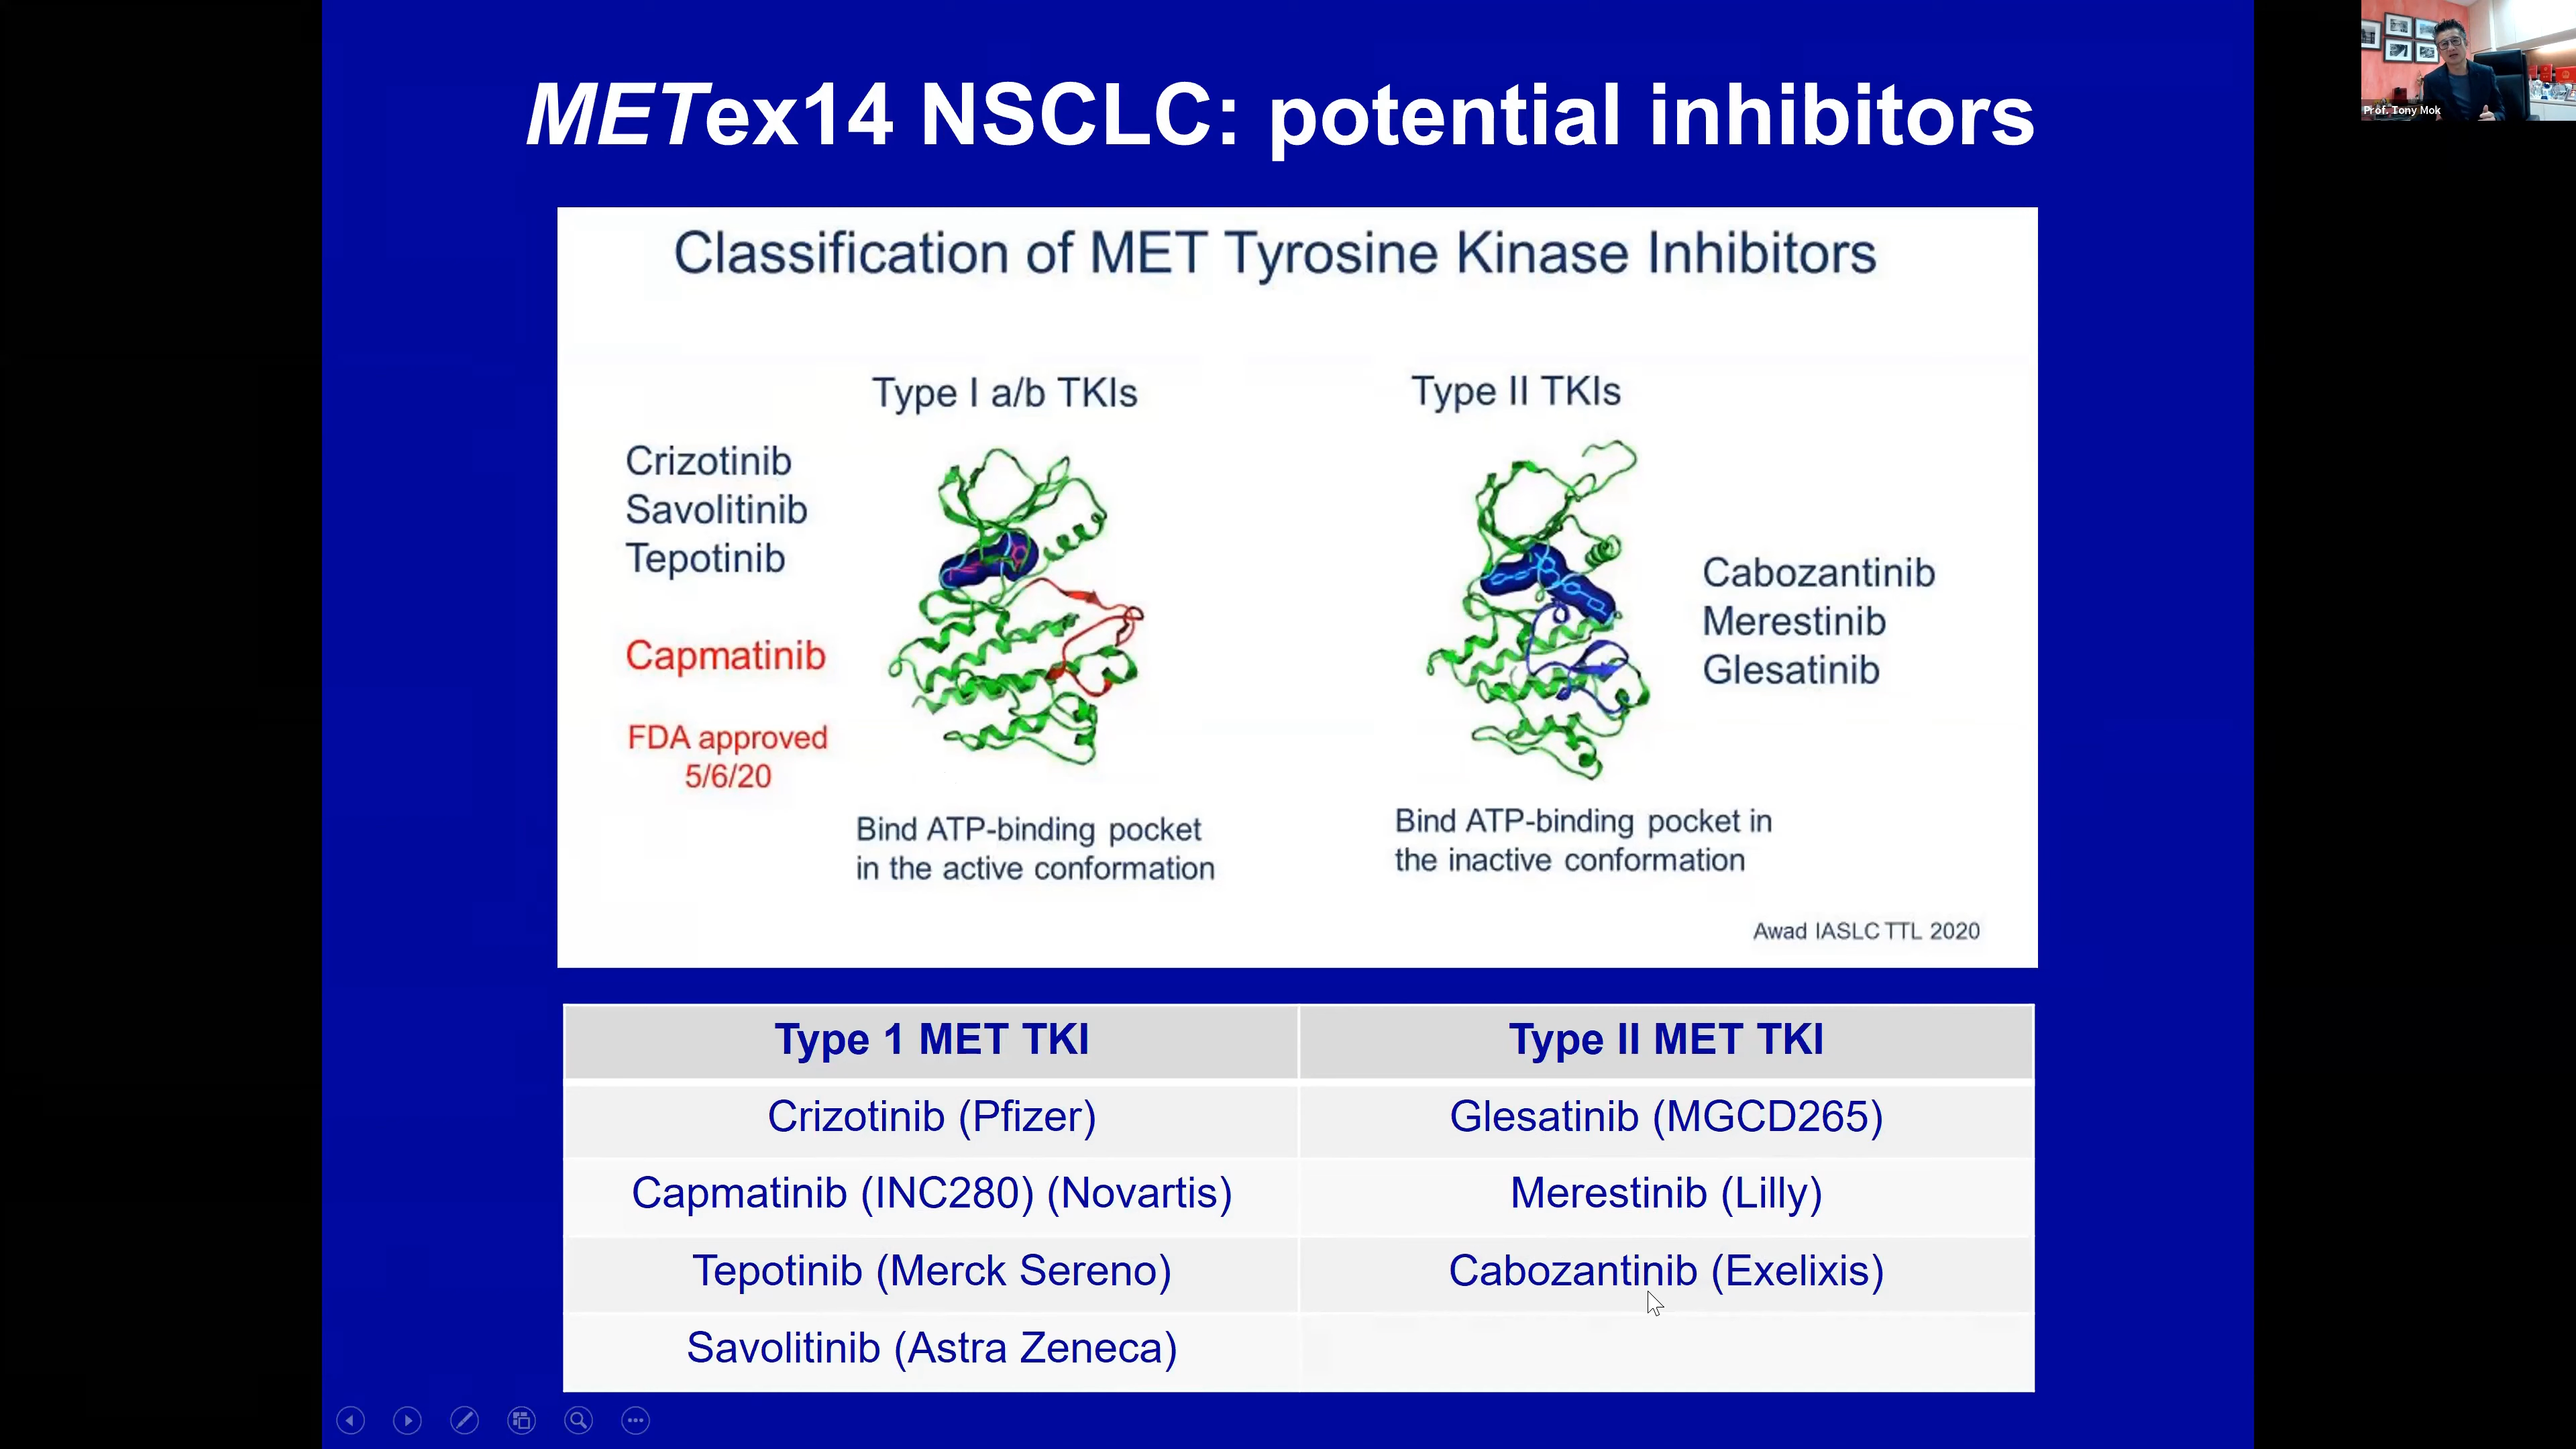 METex14 NSCLC: potential inhibitors
Prof. Tony Mok
Classification of MET Tyrosine Kinase Inhibitors
Type I a/b TKIs
Crizotinib
Savolitinib
Tepotinib
Capmatinib
FDA approved
5/6/20
Bind ATP-binding pocket
in the active conformation
Type II TKIs
Cabozantinib
Merestinib
Glesatinib
Bind ATP-binding pocket in
the inactive conformation
Awad IASLC TTL 2020
Type 1 MET TKI
Type II MET TKI
Crizotinib (Pfizer)
Glesatinib (MGCD265)
Capmatinib (INC280) (Novartis)
Merestinib (Lilly)
Tepotinib (Merck Sereno)
Cabozantinib (Exelixis)
Savolitinib (Astra Zeneca)